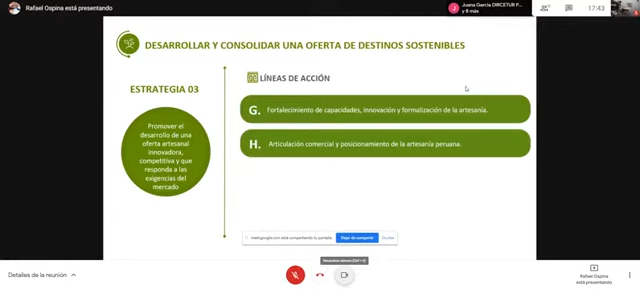 Rafael Ospina está presentando
Juana García DIRCETUR P...
y 8 más
17:43
DESARROLLAR Y CONSOLIDAR UNA OFERTA DE DESTINOS SOSTENIBLES
ESTRATEGIA 03
LÍNEAS DE ACCIÓN
G. Fortalecimiento de capacidades, innovación y formalización de la artesanía.
H. Articulación comercial y posicionamiento de la artesanía peruana.
Promover el
desarrollo de una
oferta artesanal
innovadora,
competitiva y que
responda a las
exigencias del
mercado
meet.google.com está compartiendo tu pantalla.
Dejar de compartir
Ocultar
Detalles de la reunión
Rafael Ospina
está presentando